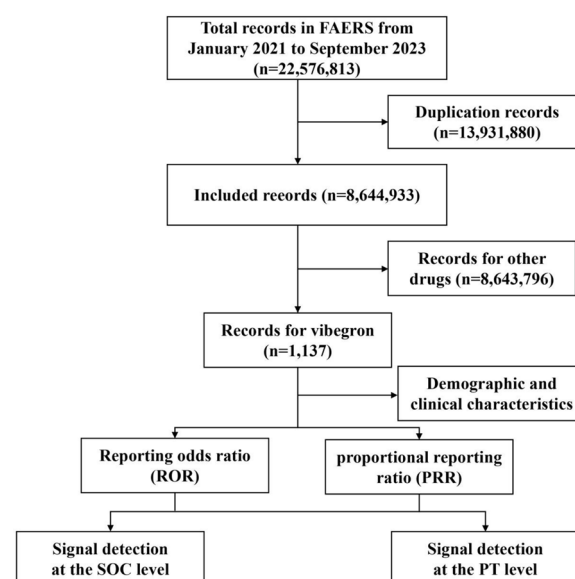 Total records in FAERS from
January 2021 to September 2023
(n=22,576,813)
Duplication records
(n=13,931,880)
Included reeords (n=8,644,933)
Records for other
drugs (n=8,643,796)
Records for vibegron
(n=1,137)
Demographic and
clinical characteristics
Reporting odds ratio
(ROR)
proportional reporting
ratio (PRR)
Signal detection
at the SOC level
Signal detection
at the PT level